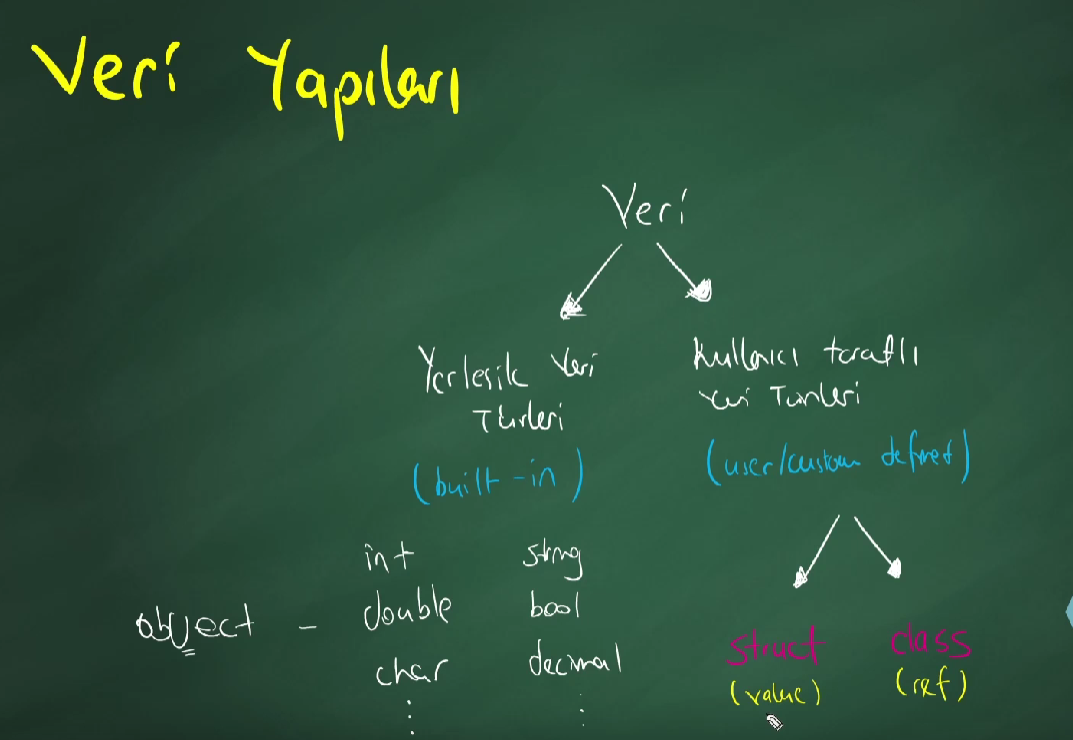 Veri Yapıları
Veri
Yerleşik Veri
Türleri
(built-in)
Kullanıcı taraflı
veri Türleri
(user/custom defined)
object -
int string
double bool
char decimal
⋮ ⋮
struct class
(value) (ref)